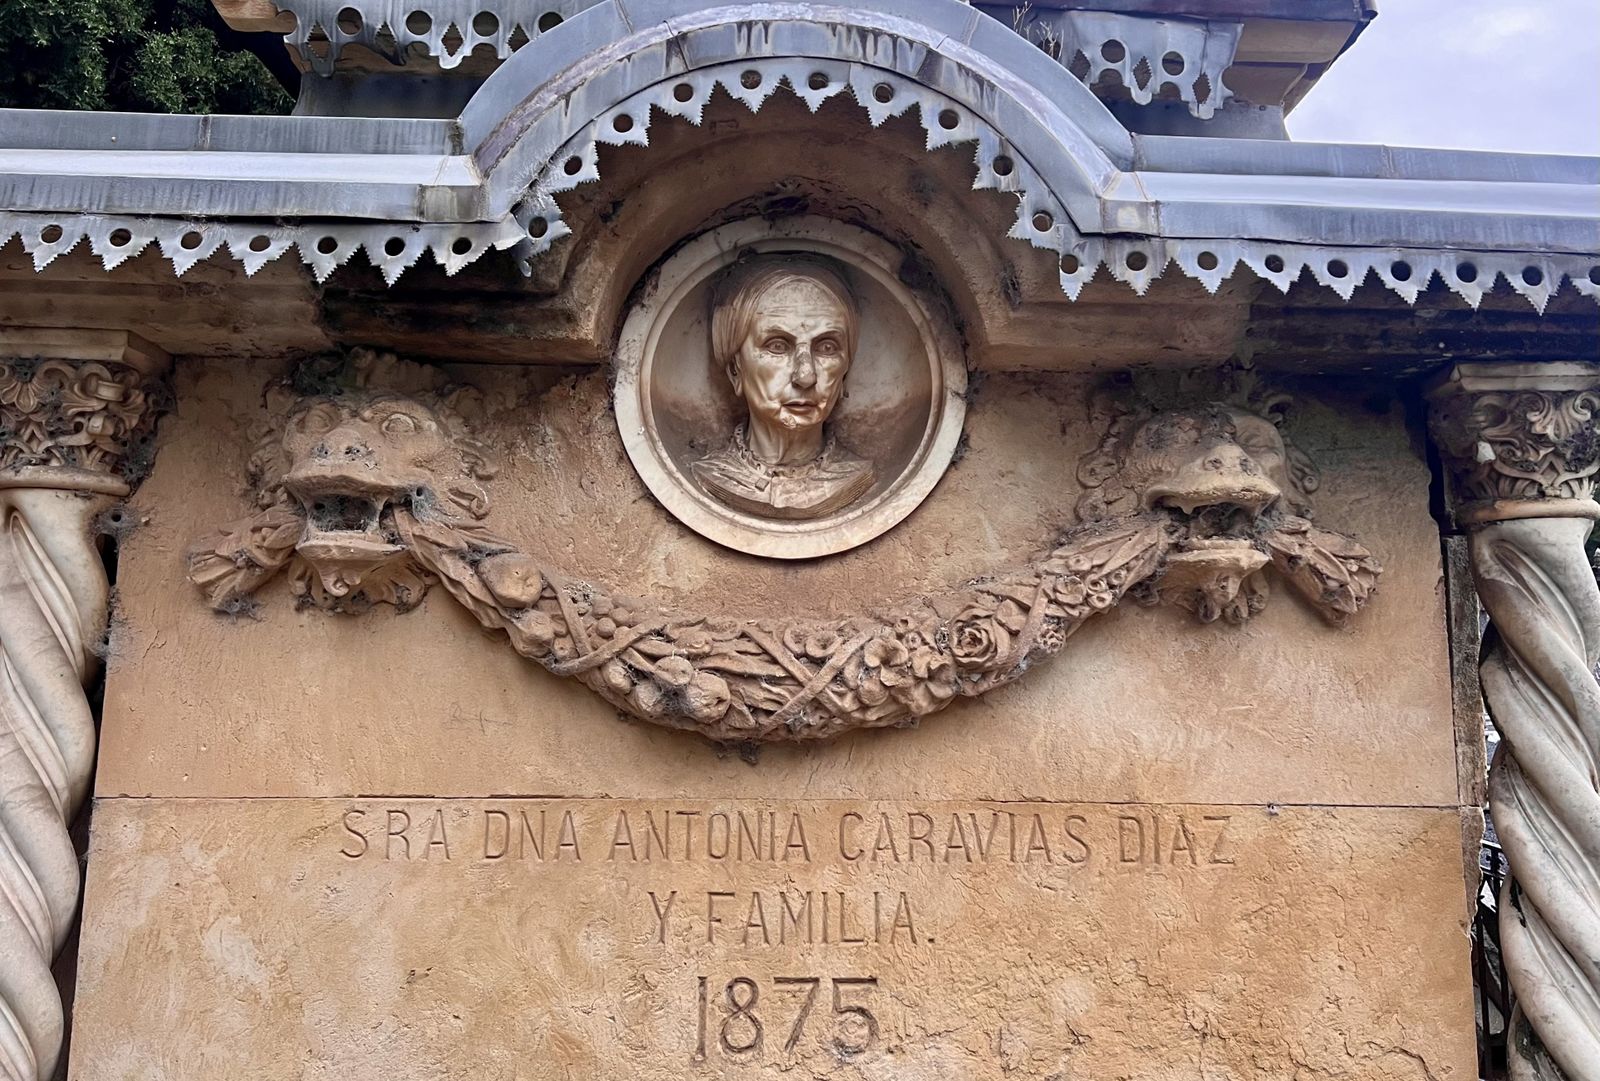 SRA DNA ANTONIA CARAVIAS DIAZ
Y FAMILIA.
1875